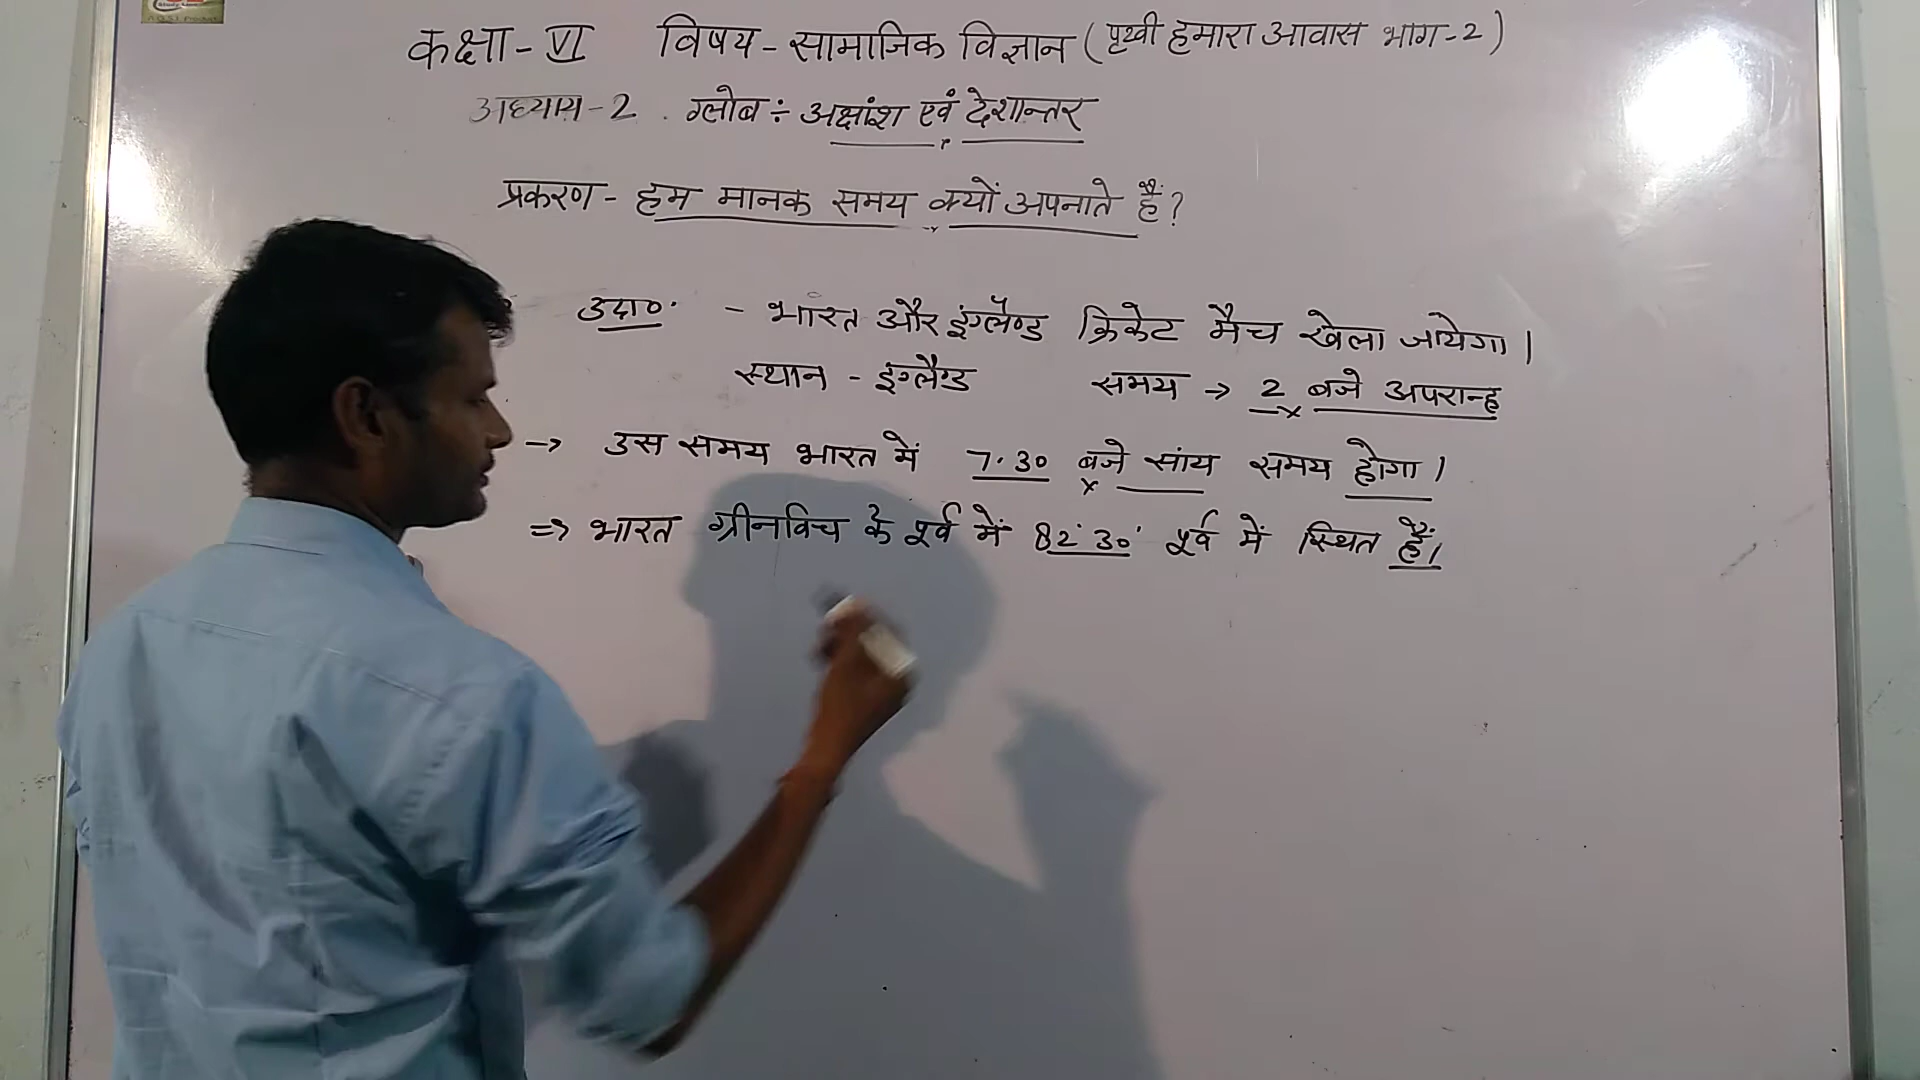 A.O.S.I. Product
कक्षा - VI विषय - सामाजिक विज्ञान (पृथ्वी हमारा आवास भाग-2)
अध्याय-2. ग्लोब ÷ अक्षांश एवं देशान्तर
प्रकरण - हम मानक समय क्यों अपनाते हैं?
उदा०. - भारत और इंग्लैण्ड क्रिकेट मैच खेला जायेगा।
स्थान - इंग्लैण्ड समय → 2 बजे अपरान्ह
→ उस समय भारत में 7.30 बजे सांय समय होगा।
⇒ भारत ग्रीनविच के पूर्व में 82°30' पूर्व में स्थित है।